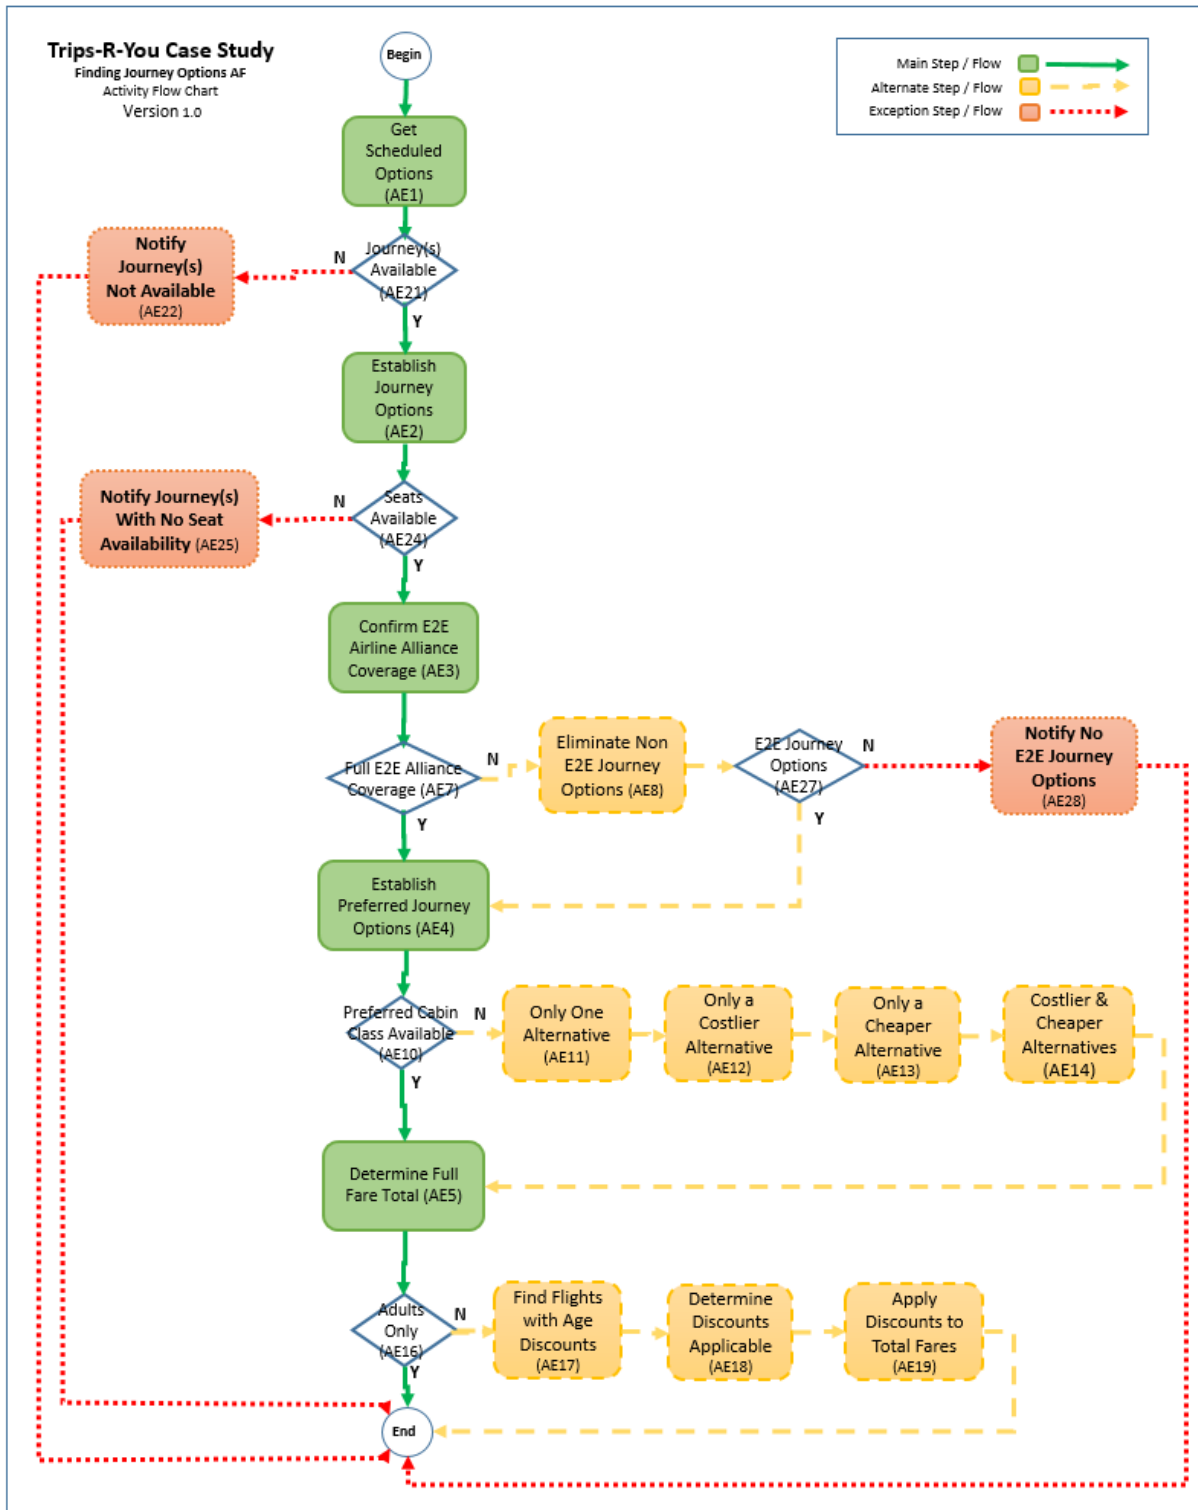 Trips-R-You Case Study
Finding Journey Options AF
Activity Flow Chart
Version 1.0
Main Step / Flow
Alternate Step / Flow
Exception Step / Flow
Begin
Get
Scheduled
Options
(AE1)
Journey(s)
Available
(AE21)
N
Y
Notify
Journey(s)
Not Available
(AE22)
Establish
Journey
Options
(AE2)
Seats
Available
(AE24)
N
Y
Notify Journey(s)
With No Seat
Availability (AE25)
Confirm E2E
Airline Alliance
Coverage (AE3)
Full E2E Alliance
Coverage (AE7)
N
Y
Eliminate Non
E2E Journey
Options (AE8)
E2E Journey
Options
(AE27)
N
Y
Notify No
E2E Journey
Options
(AE28)
Establish
Preferred Journey
Options (AE4)
Preferred Cabin
Class Available
(AE10)
N
Y
Only One
Alternative
(AE11)
Only a
Costlier
Alternative
(AE12)
Only a
Cheaper
Alternative
(AE13)
Costlier &
Cheaper
Alternatives
(AE14)
Determine Full
Fare Total (AE5)
Adults
Only
(AE16)
N
Y
Find Flights
with Age
Discounts
(AE17)
Determine
Discounts
Applicable
(AE18)
Apply
Discounts to
Total Fares
(AE19)
End